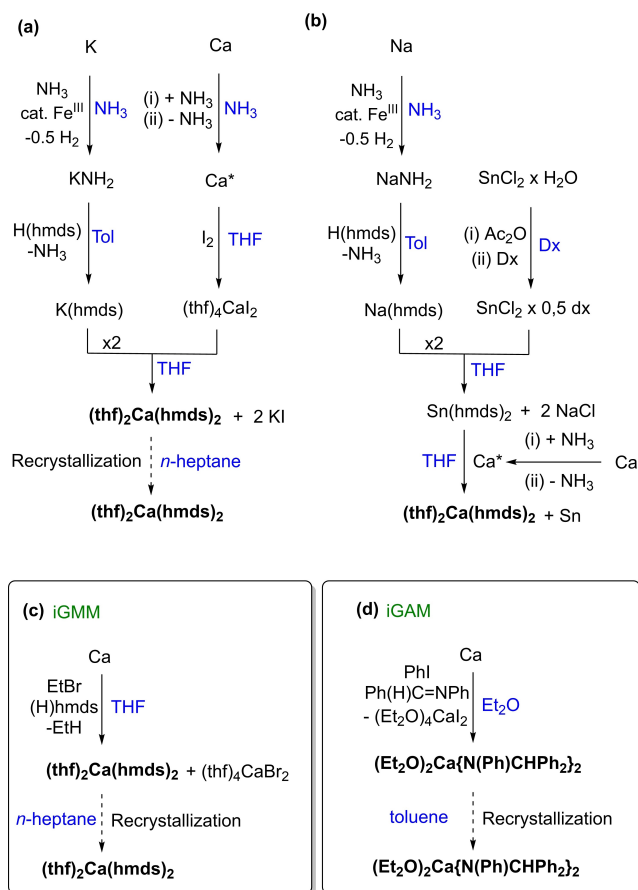 (a)
K
Ca
NH₃
cat. Feᴵᴵᴵ
-0.5 H₂
NH₃
(i) + NH₃
(ii) - NH₃
NH₃
KNH₂
Ca*
H(hmds)
-NH₃
Tol
I₂
THF
K(hmds)
(thf)₄CaI₂
x2
THF
(thf)₂Ca(hmds)₂ + 2 KI
Recrystallization
n-heptane
(thf)₂Ca(hmds)₂
(b)
Na
NH₃
cat. Feᴵᴵᴵ
-0.5 H₂
NH₃
NaNH₂
SnCl₂ x H₂O
H(hmds)
-NH₃
Tol
(i) Ac₂O
(ii) Dx
Dx
Na(hmds)
SnCl₂ x 0,5 dx
x2
THF
Sn(hmds)₂ + 2 NaCl
THF
Ca*
(i) + NH₃
(ii) - NH₃
Ca
(thf)₂Ca(hmds)₂ + Sn
(c) iGMM
Ca
EtBr
(H)hmds
-EtH
THF
(thf)₂Ca(hmds)₂ + (thf)₄CaBr₂
n-heptane
Recrystallization
(thf)₂Ca(hmds)₂
(d) iGAM
Ca
PhI
Ph(H)C=NPh
- (Et₂O)₄CaI₂
Et₂O
(Et₂O)₂Ca{N(Ph)CHPh₂}₂
toluene
Recrystallization
(Et₂O)₂Ca{N(Ph)CHPh₂}₂